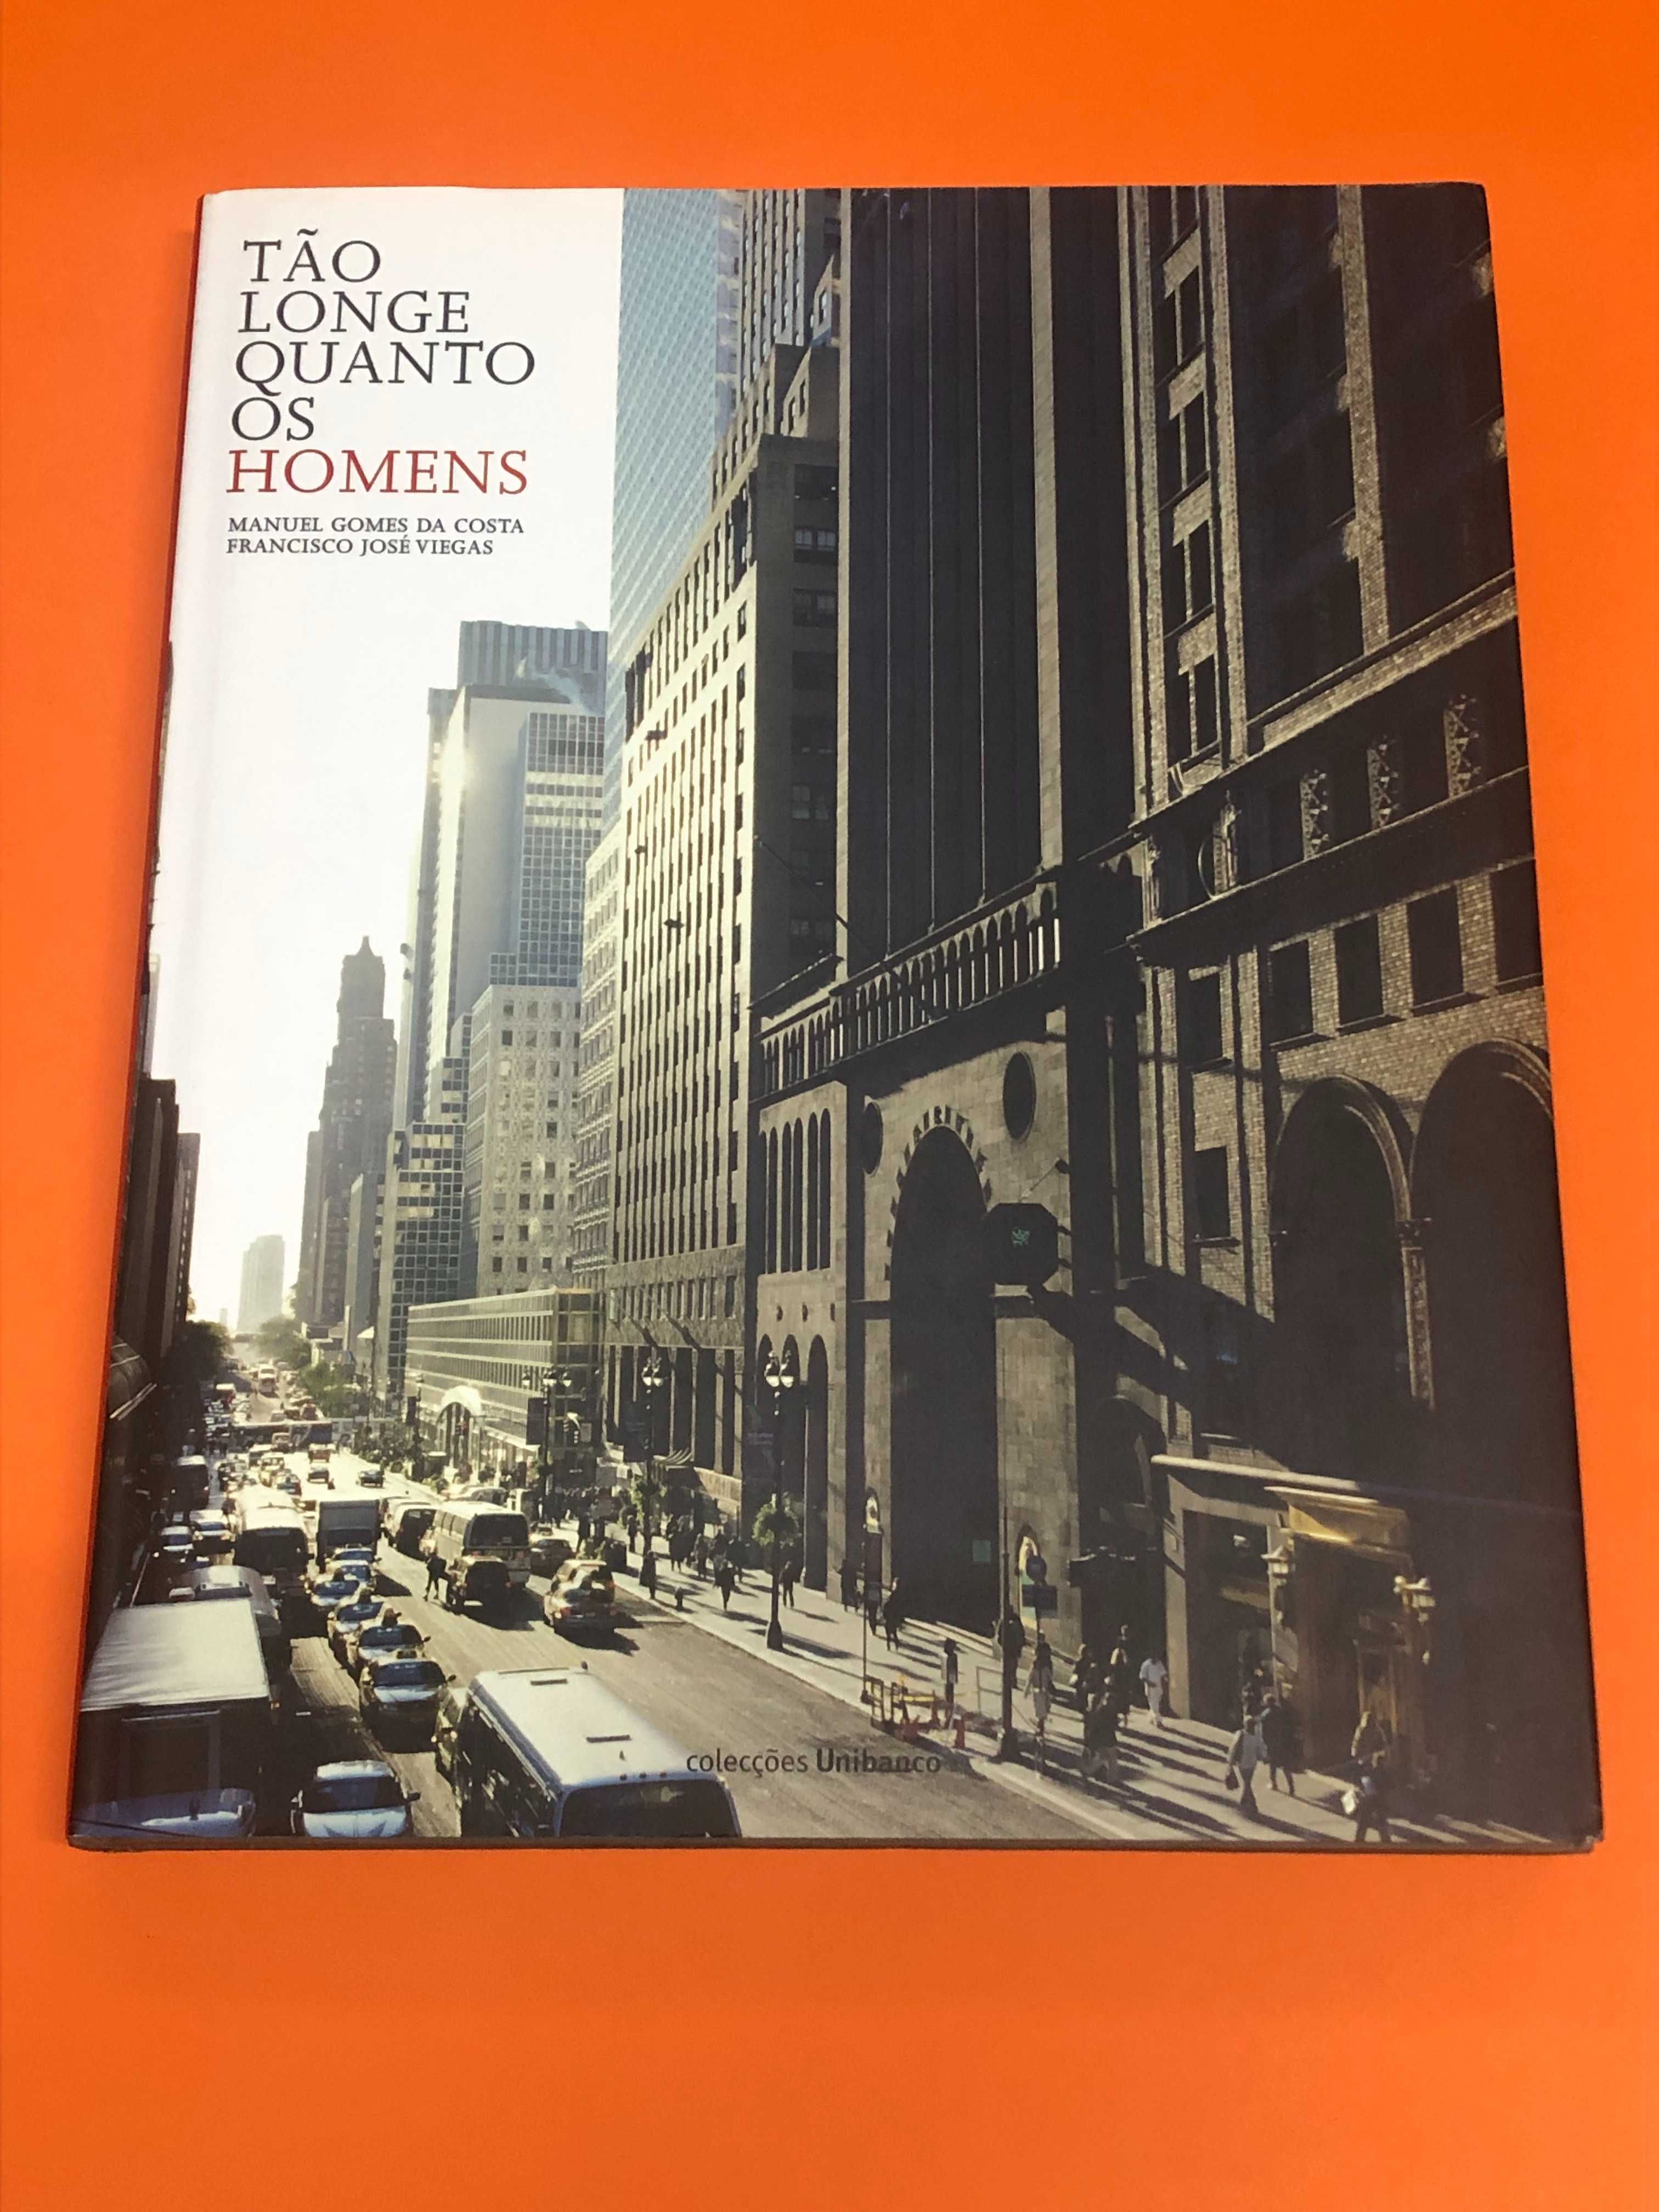 TÃO
LONGE
QUANTO
OS
HOMENS
MANUEL GOMES DA COSTA
FRANCISCO JOSÉ VIEGAS
colecções Unibanco